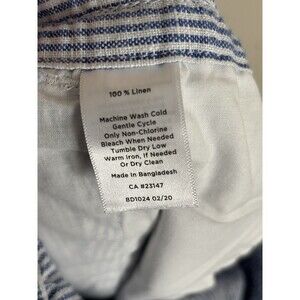 100 % Linen
Machine Wash Cold
Gentle Cycle
Only Non-Chlorine
Bleach When Needed
Tumble Dry Low
Warm Iron, If Needed
Or Dry Clean
Made in Bangladesh
CA #23147
BD1024 02/20